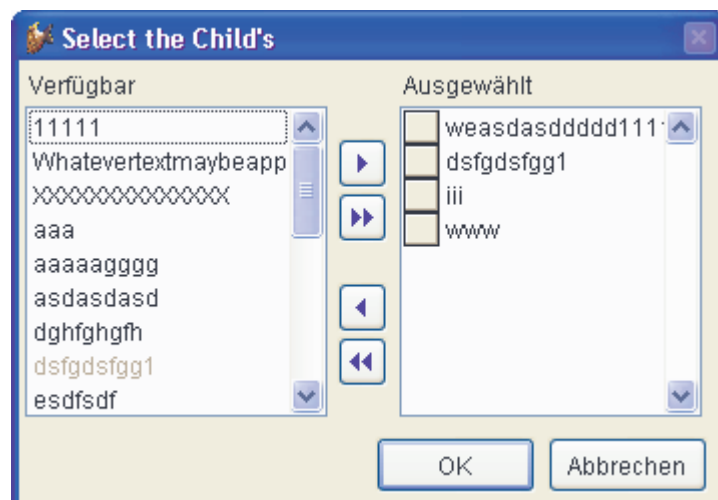 Select the Child's
Verfügbar
Ausgewählt
11111
Whatevertextmaybeapp
XXXXXXXXXXXXXX
aaa
aaaaagggg
asdasdasd
dghfghgfh
dsfgdsfgg1
esdfsdf
weasdasddddd111
dsfgdsfgg1
iii
www
OK
Abbrechen